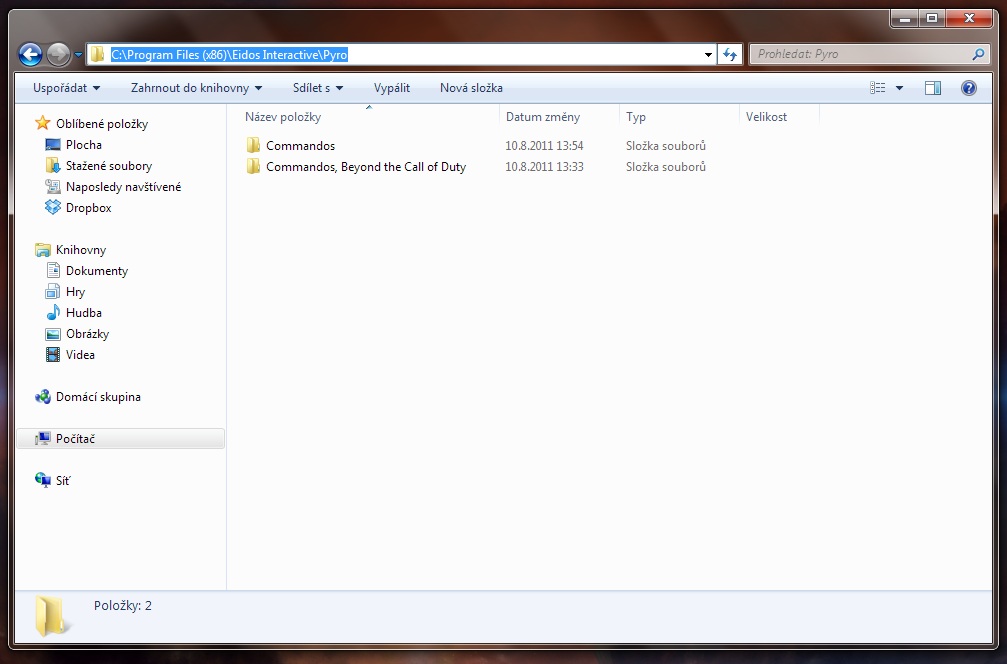 C:\Program Files (x86)\Eidos Interactive\Pyro
Prohledat: Pyro
Uspořádat
Zahrnout do knihovny
Sdílet s
Vypálit
Nová složka
Oblíbené položky
Plocha
Stažené soubory
Naposledy navštívené
Dropbox
Knihovny
Dokumenty
Hry
Hudba
Obrázky
Videa
Domácí skupina
Počítač
Síť
Název položky Datum změny Typ Velikost
Commandos 10.8.2011 13:54 Složka souborů
Commandos, Beyond the Call of Duty 10.8.2011 13:33 Složka souborů
Položky: 2